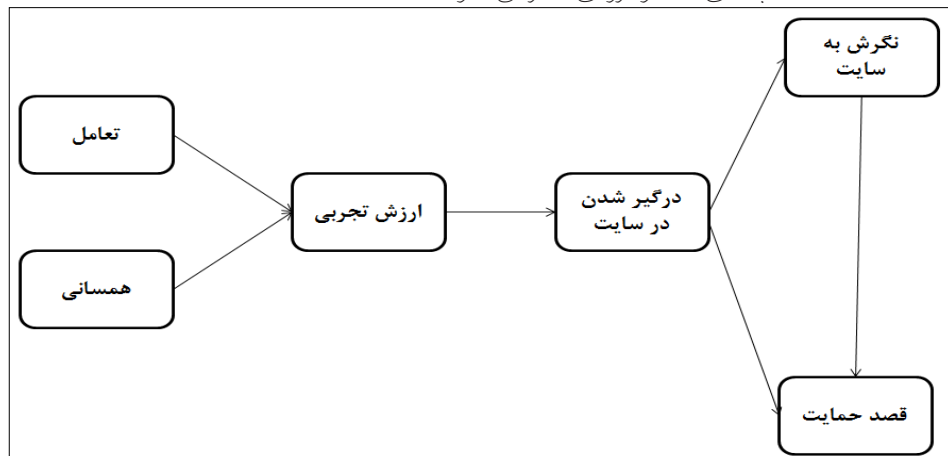 نگرش به
سایت
تعامل
ارزش تجربی
درگیر شدن
در سایت
همسانی
قصد حمایت